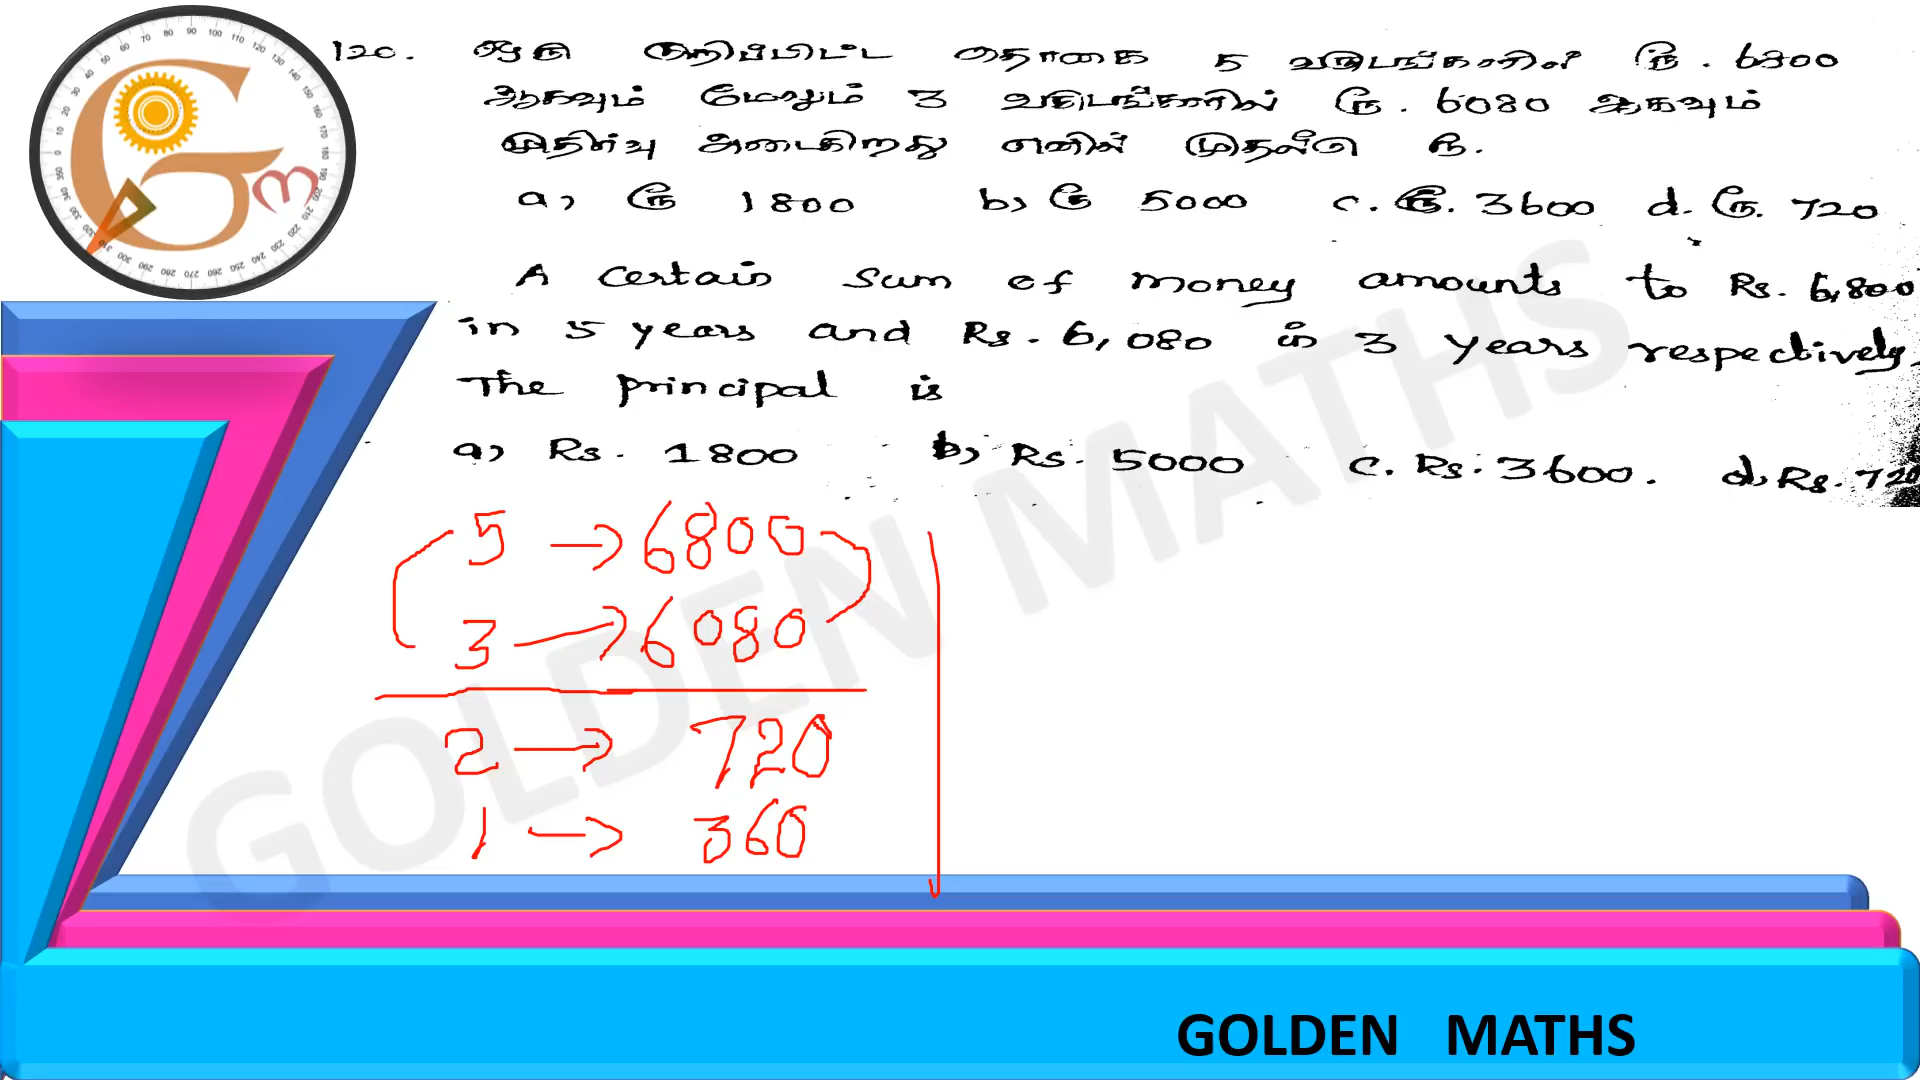 120. ஒரு குறிப்பிட்ட தொகை 5 வருடங்களில் ரூ. 6800
ஆகவும் மேலும் 3 வருடங்களில் ரூ. 6080 ஆகவும்
முதிர்வு அடைகிறது எனில் முதலீடு ரூ.
a) ரூ 1800 b) ரூ 5000 c. ரூ. 3600 d. ரூ. 720
A certain sum of money amounts to Rs. 6,800
in 5 years and Rs. 6,080 in 3 years respectively.
The principal is
a) Rs. 1800 b) Rs. 5000 c. Rs. 3600. d) Rs. 720
5 → 6800
3 → 6080
2 → 720
1 → 360
GOLDEN MATHS
GOLDEN MATHS